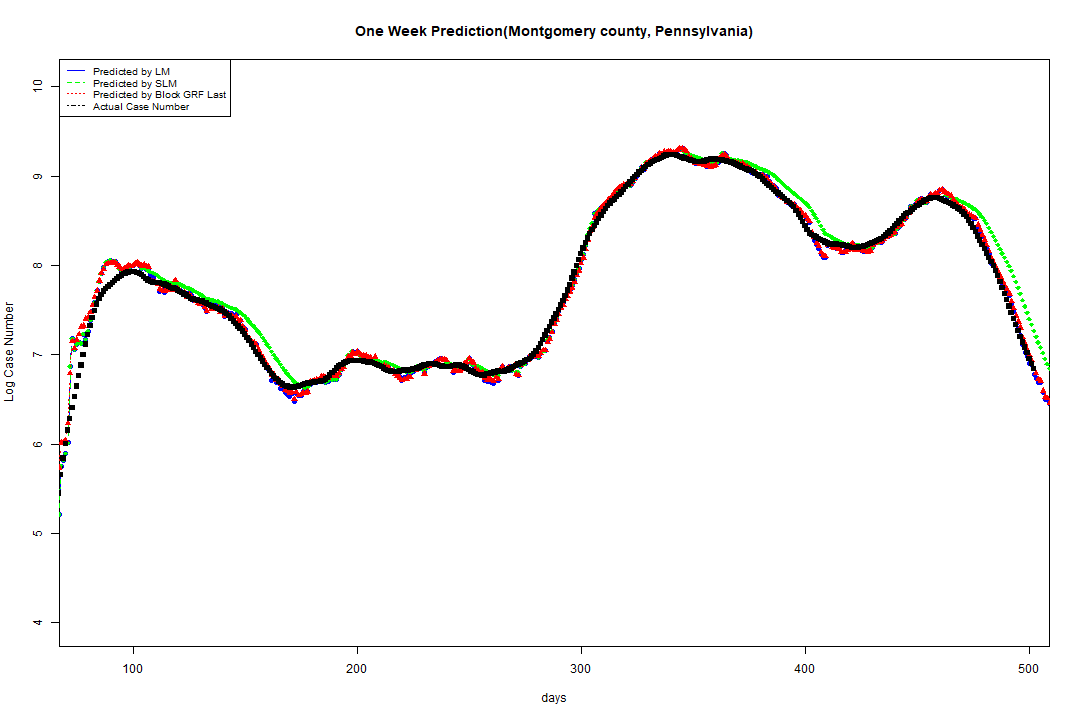 One Week Prediction(Montgomery county, Pennsylvania)
Predicted by LM
Predicted by SLM
Predicted by Block GRF Last
Actual Case Number
10
9
8
7
6
5
4
Log Case Number
100 200 300 400 500
days